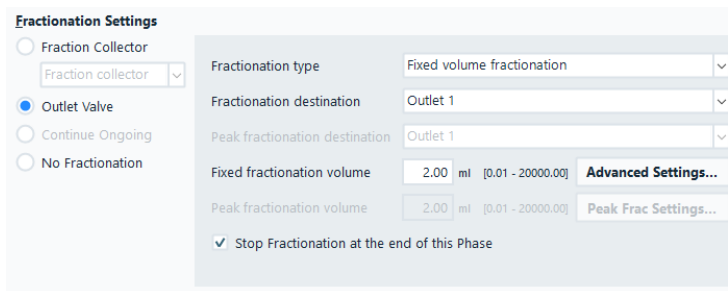 Fractionation Settings
Fraction Collector
Fraction collector
Outlet Valve
Continue Ongoing
No Fractionation
Fractionation type Fixed volume fractionation
Fractionation destination Outlet 1
Peak fractionation destination Outlet 1
Fixed fractionation volume 2.00 ml [0.01 - 20000.00] Advanced Settings...
Peak fractionation volume 2.00 ml [0.01 - 20000.00] Peak Frac Settings...
Stop Fractionation at the end of this Phase